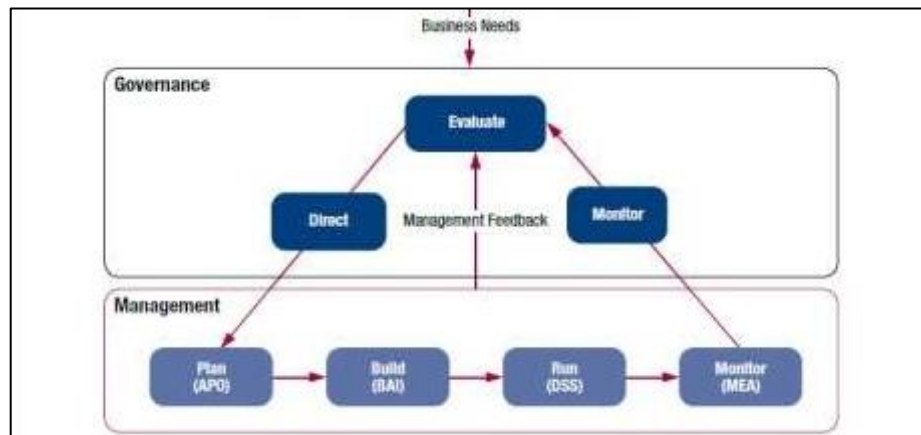 Business Needs
Governance
Evaluate
Direct
Management Feedback
Monitor
Management
Plan
(APO)
Build
(BAI)
Run
(DSS)
Monitor
(MEA)